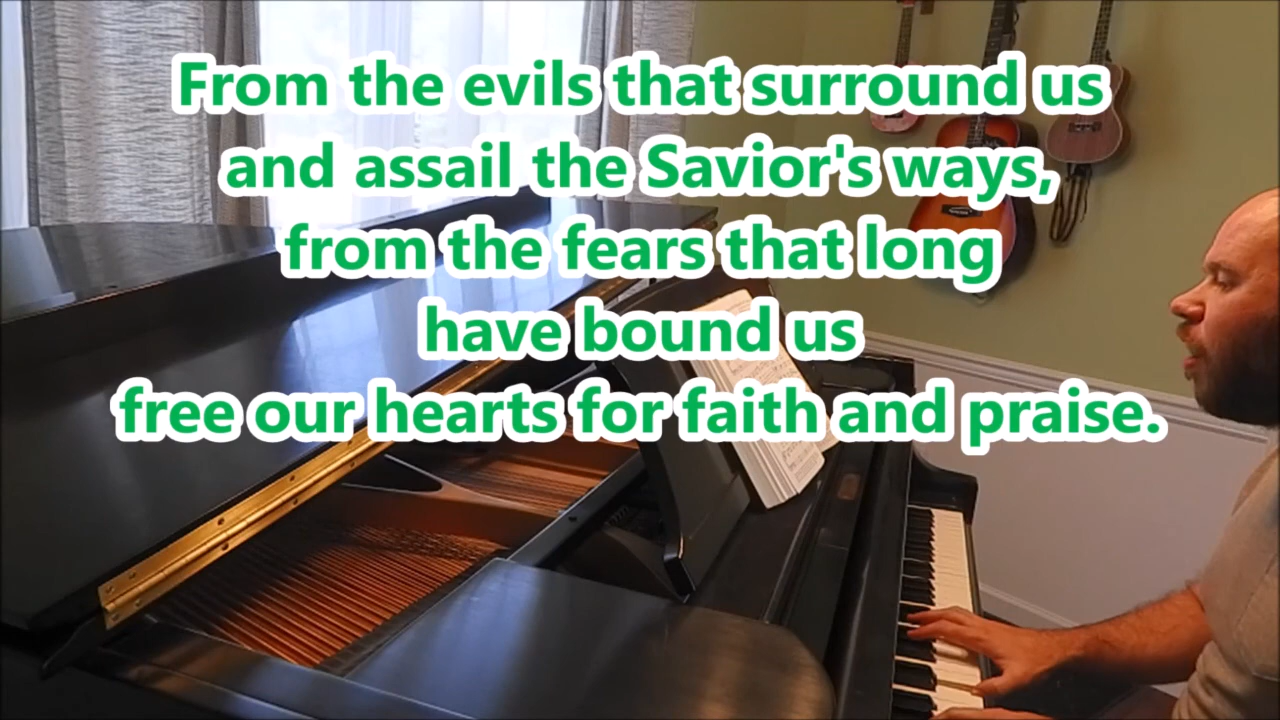 From the evils that surround us
and assail the Savior's ways,
from the fears that long
have bound us
free our hearts for faith and praise.